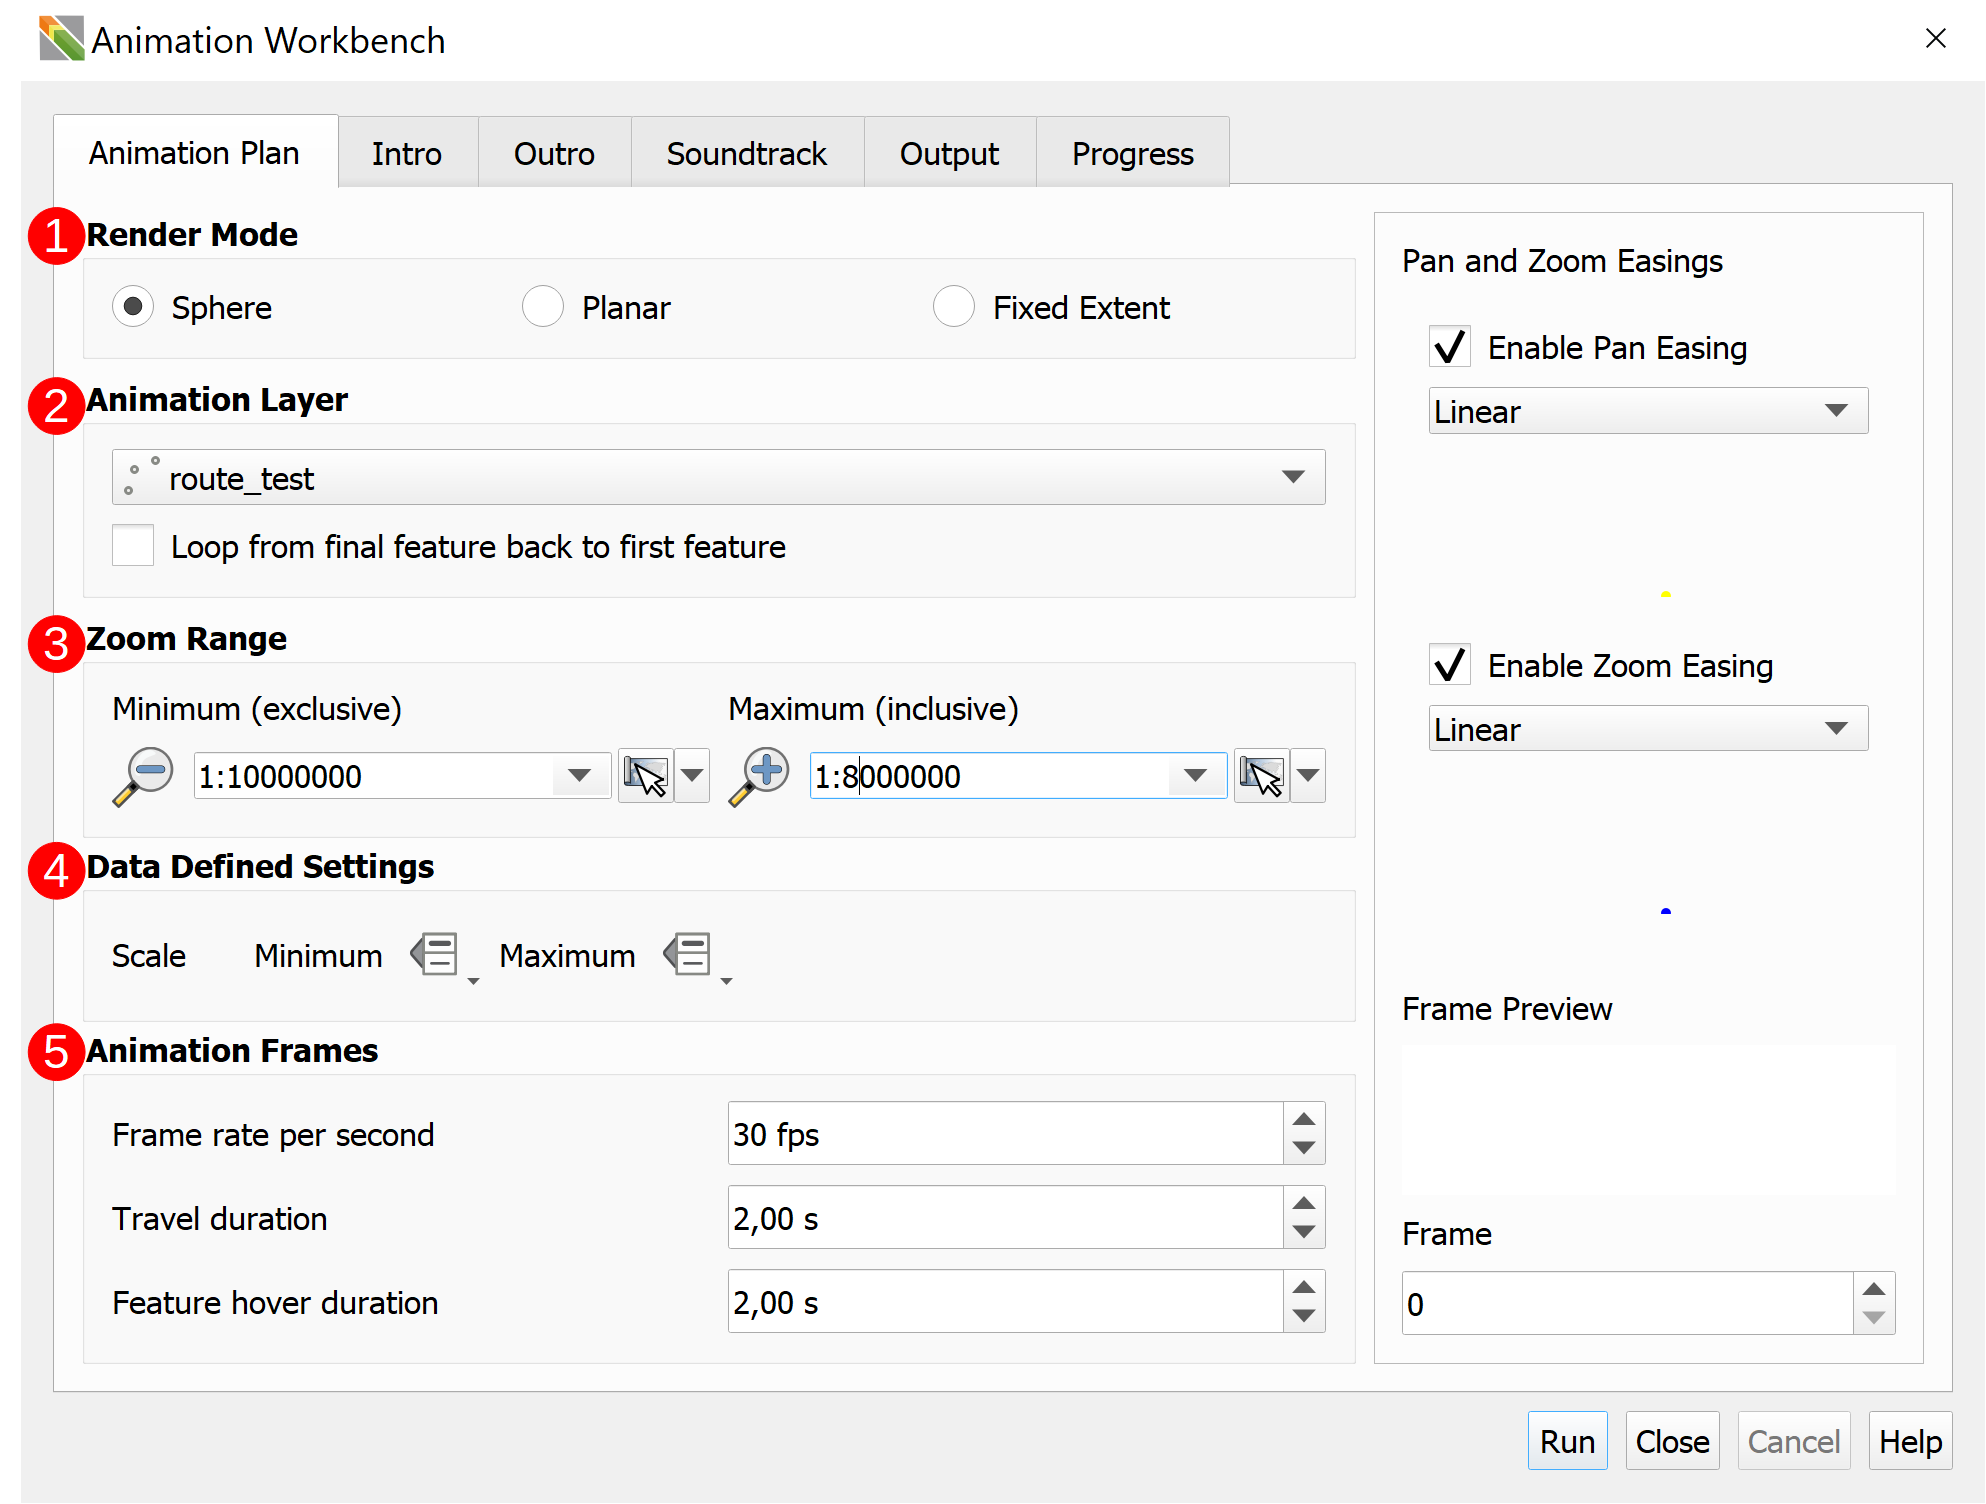 Animation Workbench
Animation Plan Intro Outro Soundtrack Output Progress
1 Render Mode
Sphere Planar Fixed Extent
2 Animation Layer
route_test
Loop from final feature back to first feature
3 Zoom Range
Minimum (exclusive) Maximum (inclusive)
1:10000000 1:8000000
4 Data Defined Settings
Scale Minimum Maximum
5 Animation Frames
Frame rate per second 30 fps
Travel duration 2,00 s
Feature hover duration 2,00 s
Pan and Zoom Easings
Enable Pan Easing
Linear
Enable Zoom Easing
Linear
Frame Preview
Frame
0
Run Close Cancel Help